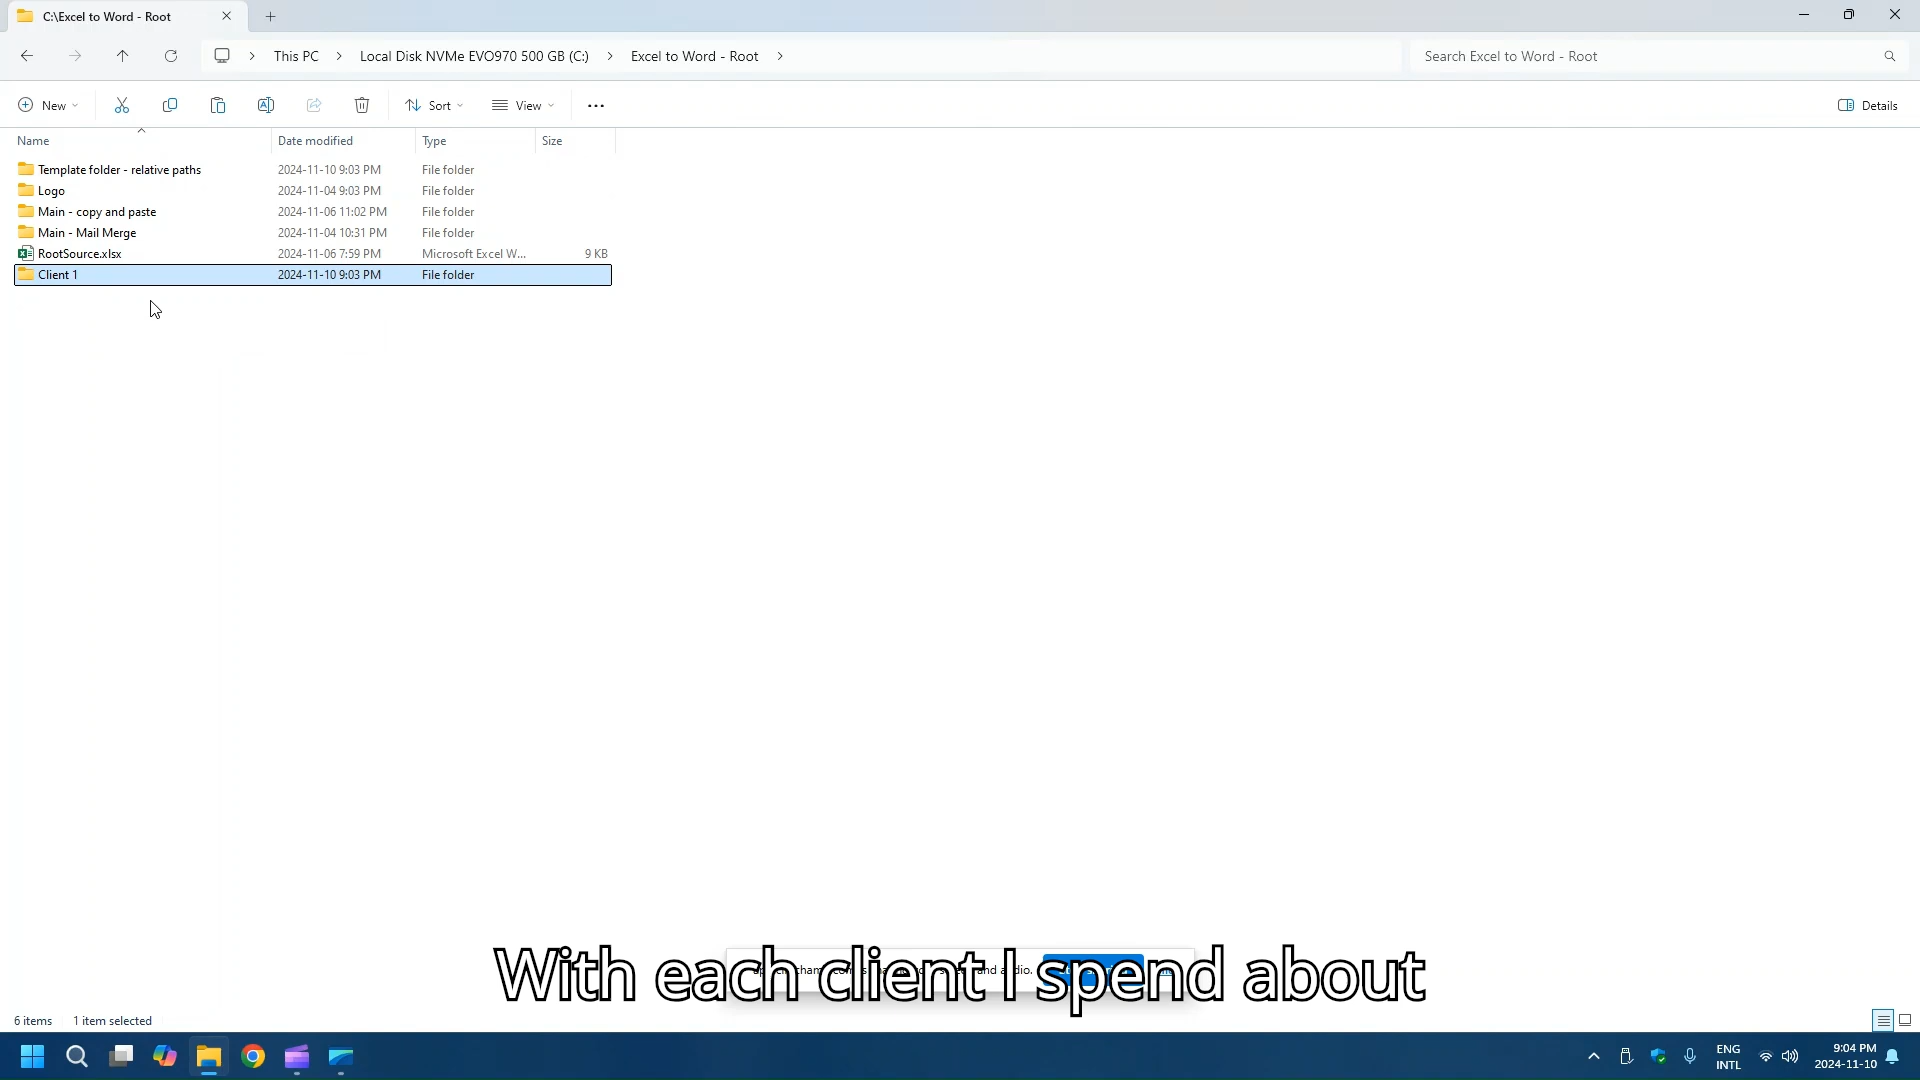 C:\Excel to Word - Root
This PC
Local Disk NVMe EVO970 500 GB (C:)
Excel to Word - Root
Search Excel to Word - Root
New
Sort
View
Details
Name
Date modified
Type
Size
Template folder - relative paths 2024-11-10 9:03 PM File folder
Logo 2024-11-04 9:03 PM File folder
Main - copy and paste 2024-11-06 11:02 PM File folder
Main - Mail Merge 2024-11-04 10:31 PM File folder
RootSource.xlsx 2024-11-06 7:59 PM Microsoft Excel W... 9 KB
Client 1 2024-11-10 9:03 PM File folder
With each client I spend about
6 items 1 item selected
ENG
INTL
9:04 PM
2024-11-10